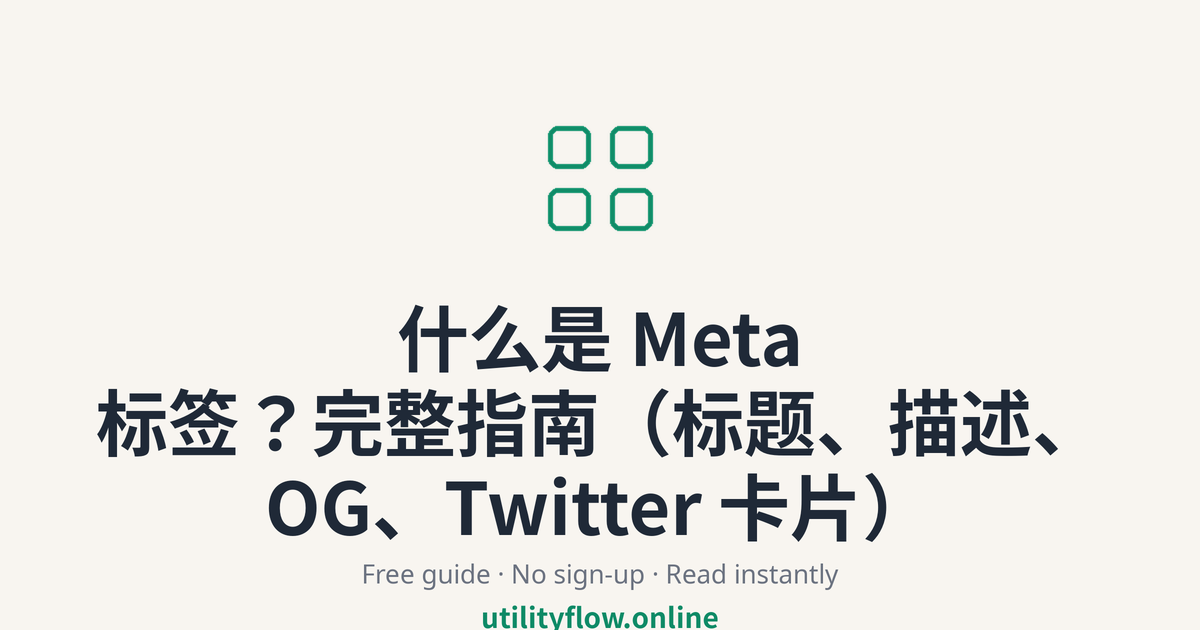 什么是 Meta
标签？完整指南（标题、描述、
OG、Twitter 卡片）
Free guide · No sign-up · Read instantly
utilityflow.online